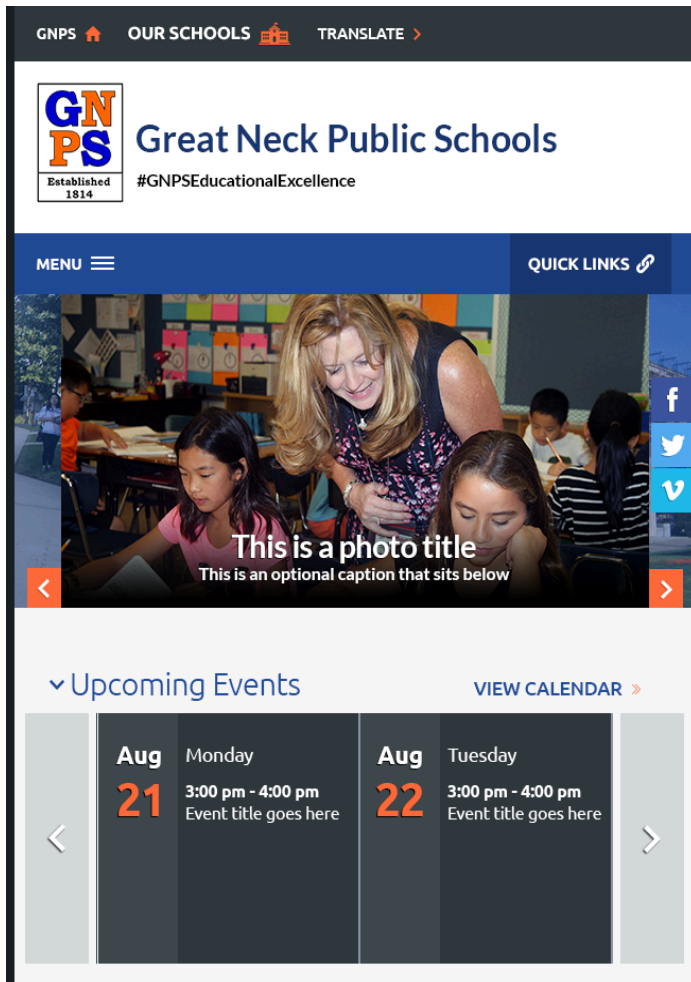 GNPS
OUR SCHOOLS
TRANSLATE
GN
PS
Established
1814
Great Neck Public Schools
#GNPSEducationalExcellence
MENU
QUICK LINKS
This is a photo title
This is an optional caption that sits below
Upcoming Events
VIEW CALENDAR
Aug
21
Monday
3:00 pm - 4:00 pm
Event title goes here
Aug
22
Tuesday
3:00 pm - 4:00 pm
Event title goes here